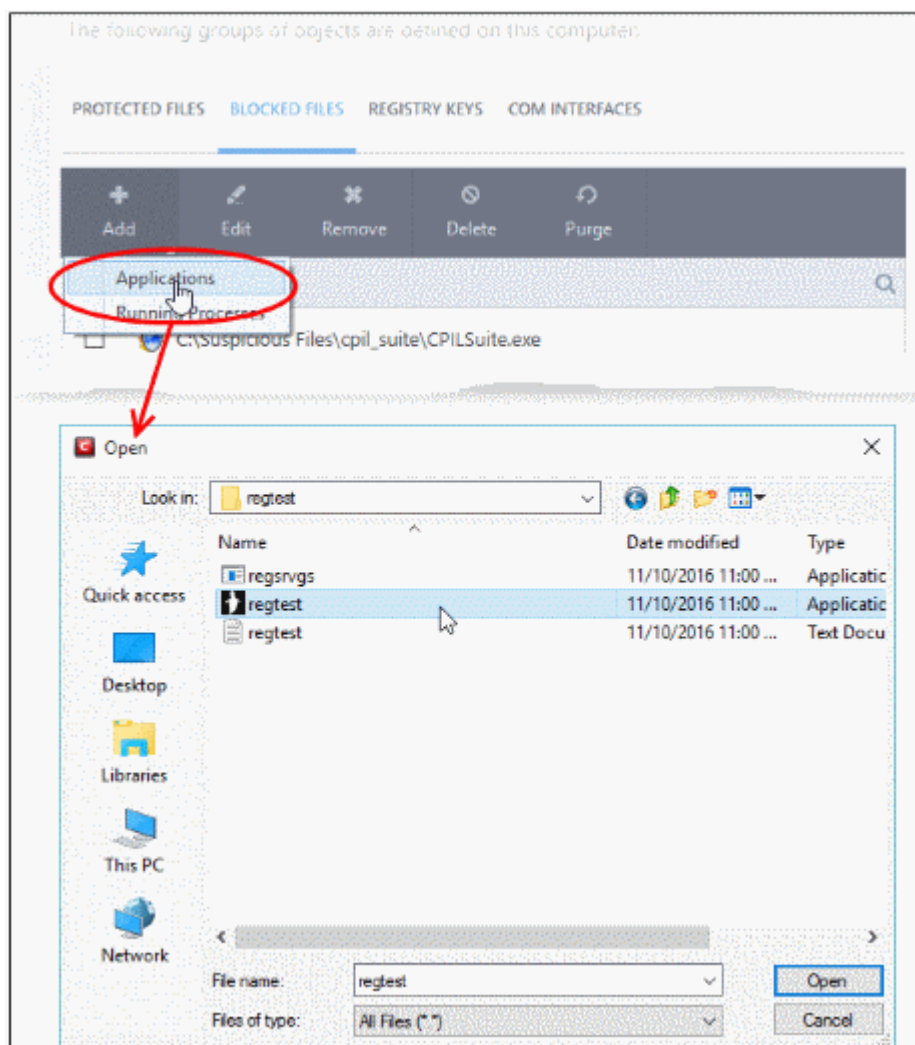 The following groups of objects are defined on this computer:
PROTECTED FILES BLOCKED FILES REGISTRY KEYS COM INTERFACES
Add Edit Remove Delete Purge
Applications
Running Processes
C:\Suspicious Files\cpil_suite\CPILSuite.exe
Open
Look in: regtest
Name Date modified Type
regsrvgs 11/10/2016 11:00 ... Applicatic
regtest 11/10/2016 11:00 ... Applicatic
regtest 11/10/2016 11:00 ... Text Docu
Quick access
Desktop
Libraries
This PC
Network
File name: regtest Open
Files of type: All Files (*.*) Cancel